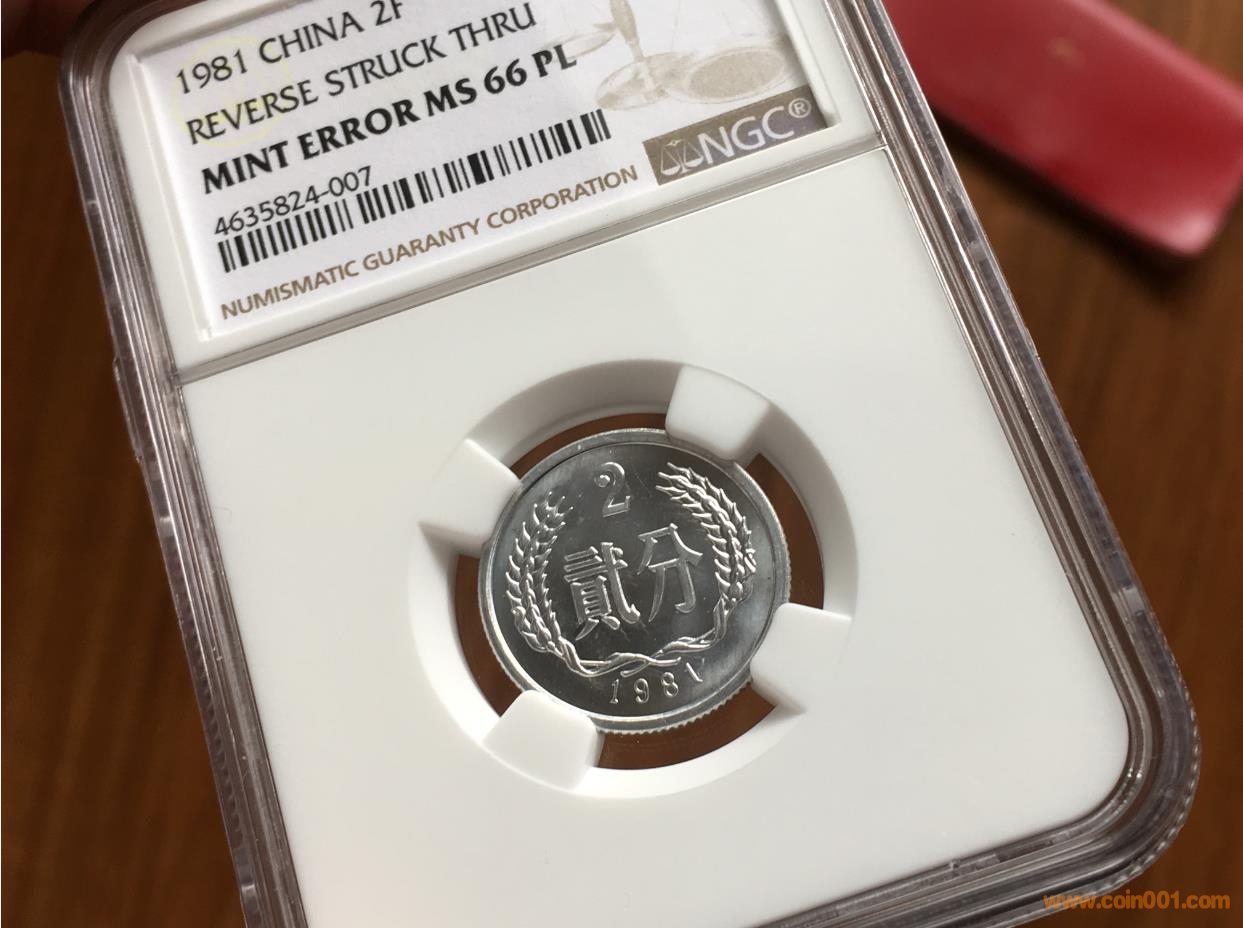 1981 CHINA 2F
REVERSE STRUCK THRU
MINT ERROR MS 66 PL
4635824-007
NGC®
NUMISMATIC GUARANTY CORPORATION
2
贰分
1981
www.coin001.com